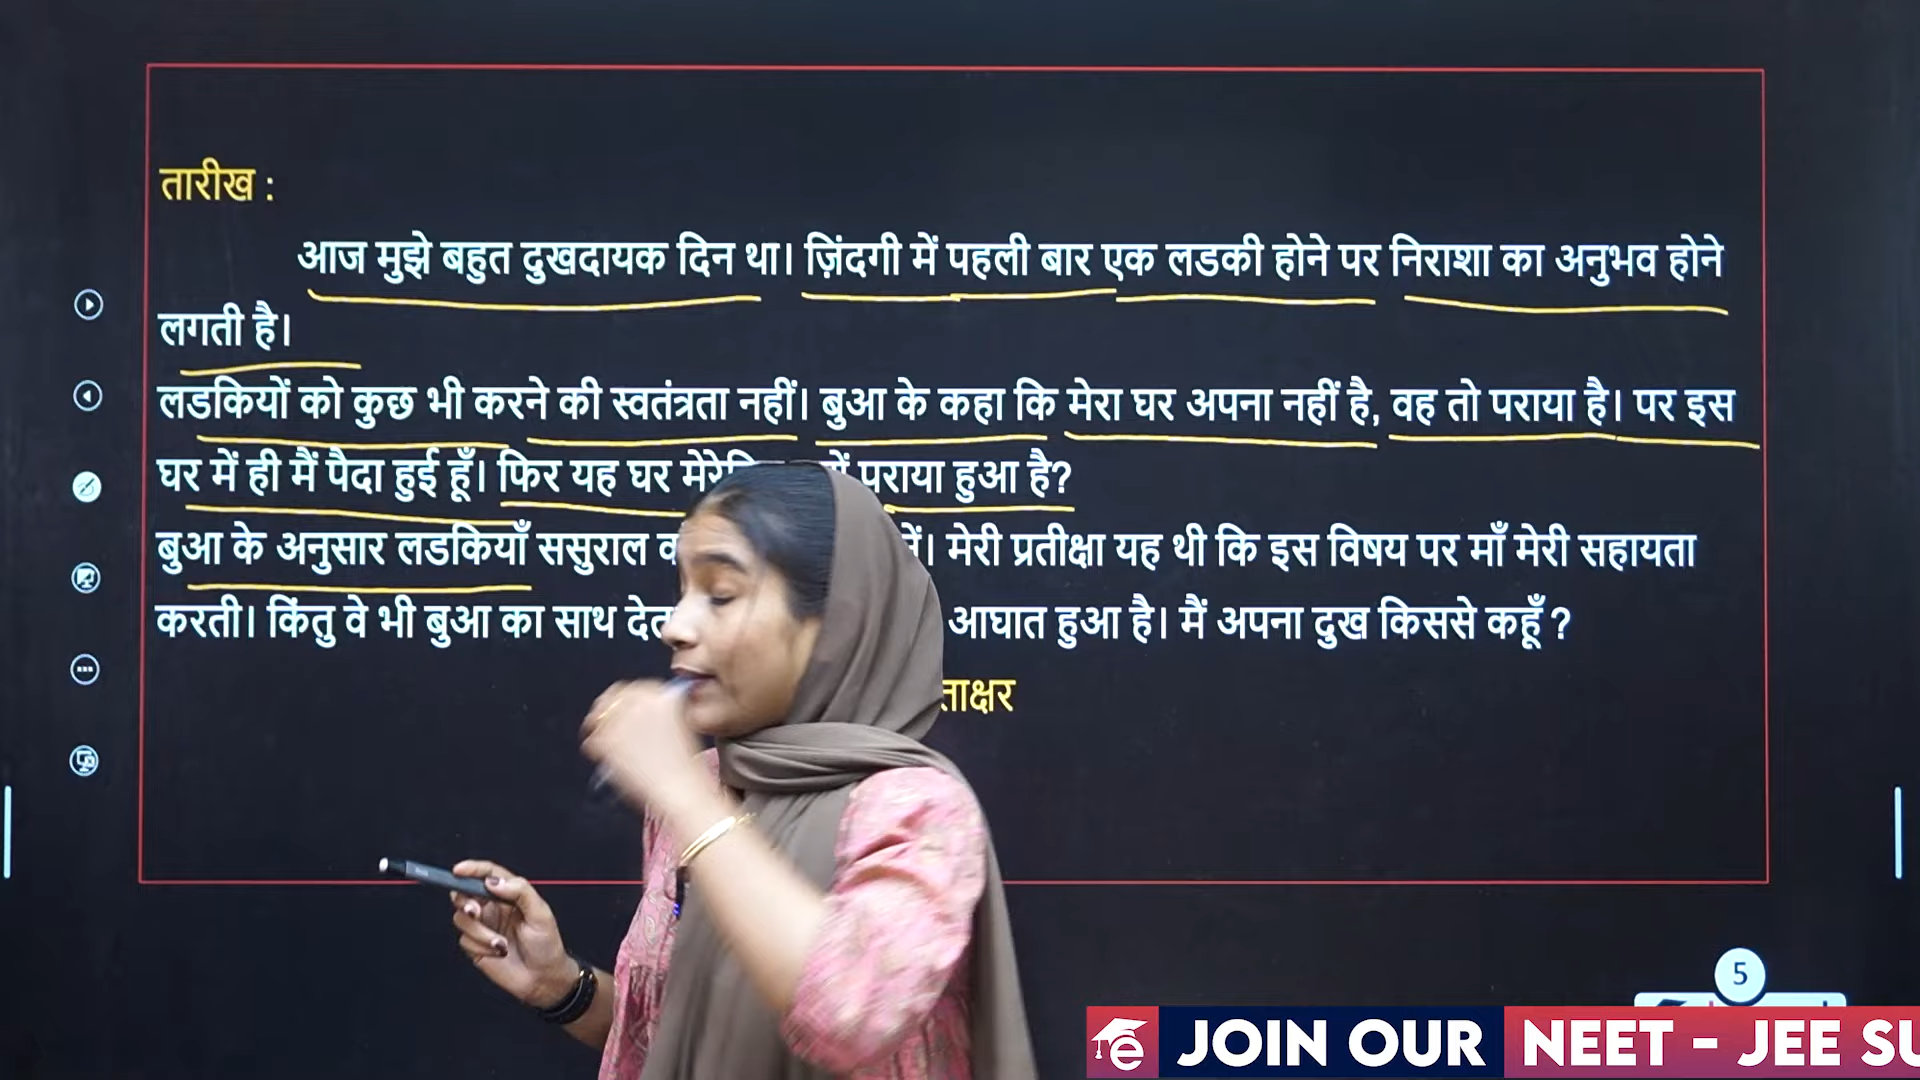 तारीख :
आज मुझे बहुत दुखदायक दिन था। ज़िंदगी में पहली बार एक लडकी होने पर निराशा का अनुभव होने
लगती है।
लडकियों को कुछ भी करने की स्वतंत्रता नहीं। बुआ के कहा कि मेरा घर अपना नहीं है, वह तो पराया है। पर इस
घर में ही मैं पैदा हुई हूँ। फिर यह घर पराया हुआ है?
बुआ के अनुसार लडकियाँ ससुराल मेरी प्रतीक्षा यह थी कि इस विषय पर माँ मेरी सहायता
करती। किंतु वे भी बुआ का साथ आघात हुआ है। मैं अपना दुख किससे कहूँ ?
5
JOIN OUR NEET - JEE